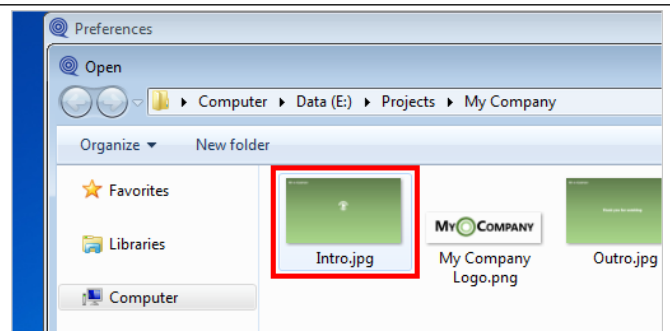 Preferences
Open
Computer Data (E:) Projects My Company
Organize New folder
Favorites
Libraries
Computer
MY COMPANY
Intro.jpg
My Company
Logo.png
Outro.jpg